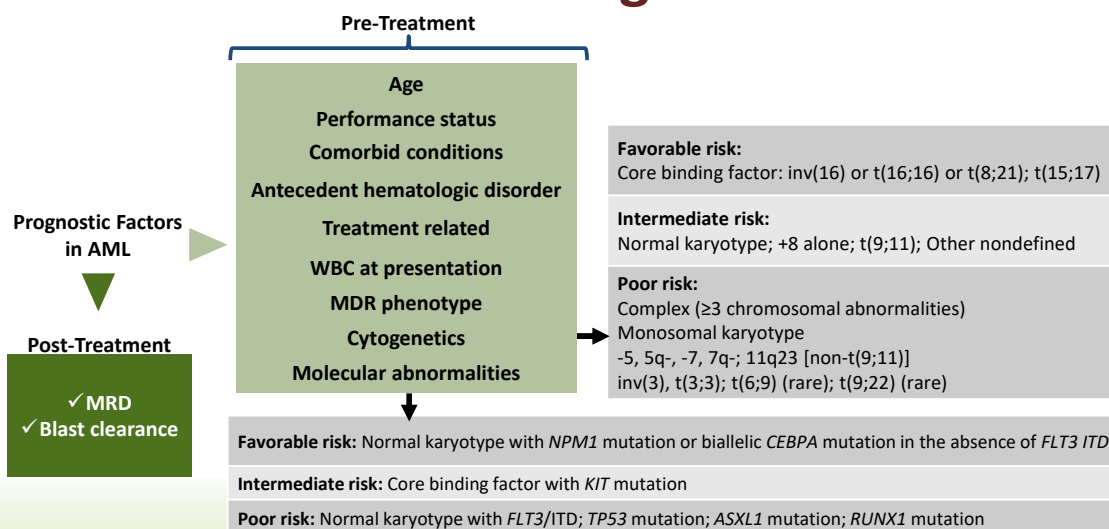 Pre-Treatment
Age
Performance status
Comorbid conditions
Antecedent hematologic disorder
Treatment related
WBC at presentation
MDR phenotype
Cytogenetics
Molecular abnormalities
Prognostic Factors
in AML
Post-Treatment
✓MRD
✓Blast clearance
Favorable risk:
Core binding factor: inv(16) or t(16;16) or t(8;21); t(15;17)
Intermediate risk:
Normal karyotype; +8 alone; t(9;11); Other nondefined
Poor risk:
Complex (≥3 chromosomal abnormalities)
Monosomal karyotype
-5, 5q-, -7, 7q-; 11q23 [non-t(9;11)]
inv(3), t(3;3); t(6;9) (rare); t(9;22) (rare)
Favorable risk: Normal karyotype with NPM1 mutation or biallelic CEBPA mutation in the absence of FLT3 ITD
Intermediate risk: Core binding factor with KIT mutation
Poor risk: Normal karyotype with FLT3/ITD; TP53 mutation; ASXL1 mutation; RUNX1 mutation